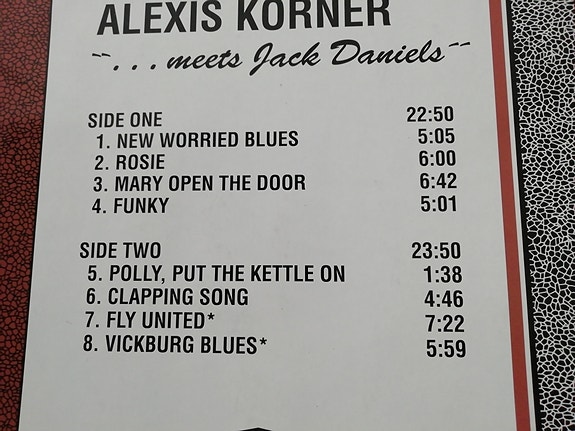 ALEXIS KORNER
"... meets Jack Daniels"
SIDE ONE 22:50
1. NEW WORRIED BLUES 5:05
2. ROSIE 6:00
3. MARY OPEN THE DOOR 6:42
4. FUNKY 5:01
SIDE TWO 23:50
5. POLLY, PUT THE KETTLE ON 1:38
6. CLAPPING SONG 4:46
7. FLY UNITED* 7:22
8. VICKBURG BLUES* 5:59